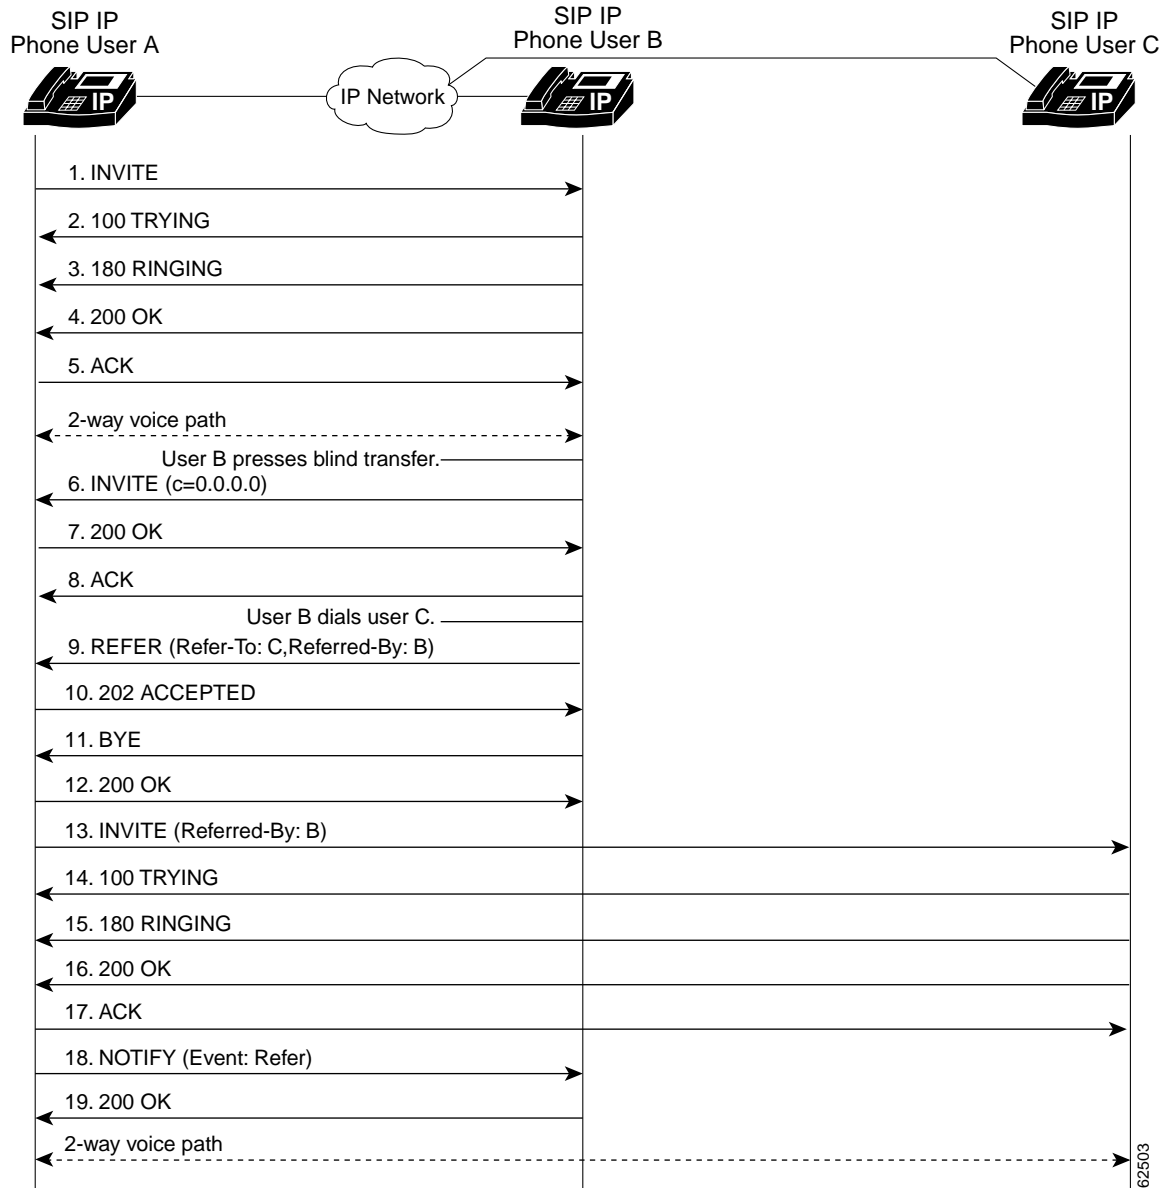 SIP IP
Phone User A
SIP IP
Phone User B
SIP IP
Phone User C
IP
IP Network
IP
IP
1. INVITE
2. 100 TRYING
3. 180 RINGING
4. 200 OK
5. ACK
2-way voice path
User B presses blind transfer.
6. INVITE (c=0.0.0.0)
7. 200 OK
8. ACK
User B dials user C.
9. REFER (Refer-To: C,Referred-By: B)
10. 202 ACCEPTED
11. BYE
12. 200 OK
13. INVITE (Referred-By: B)
14. 100 TRYING
15. 180 RINGING
16. 200 OK
17. ACK
18. NOTIFY (Event: Refer)
19. 200 OK
2-way voice path
62503